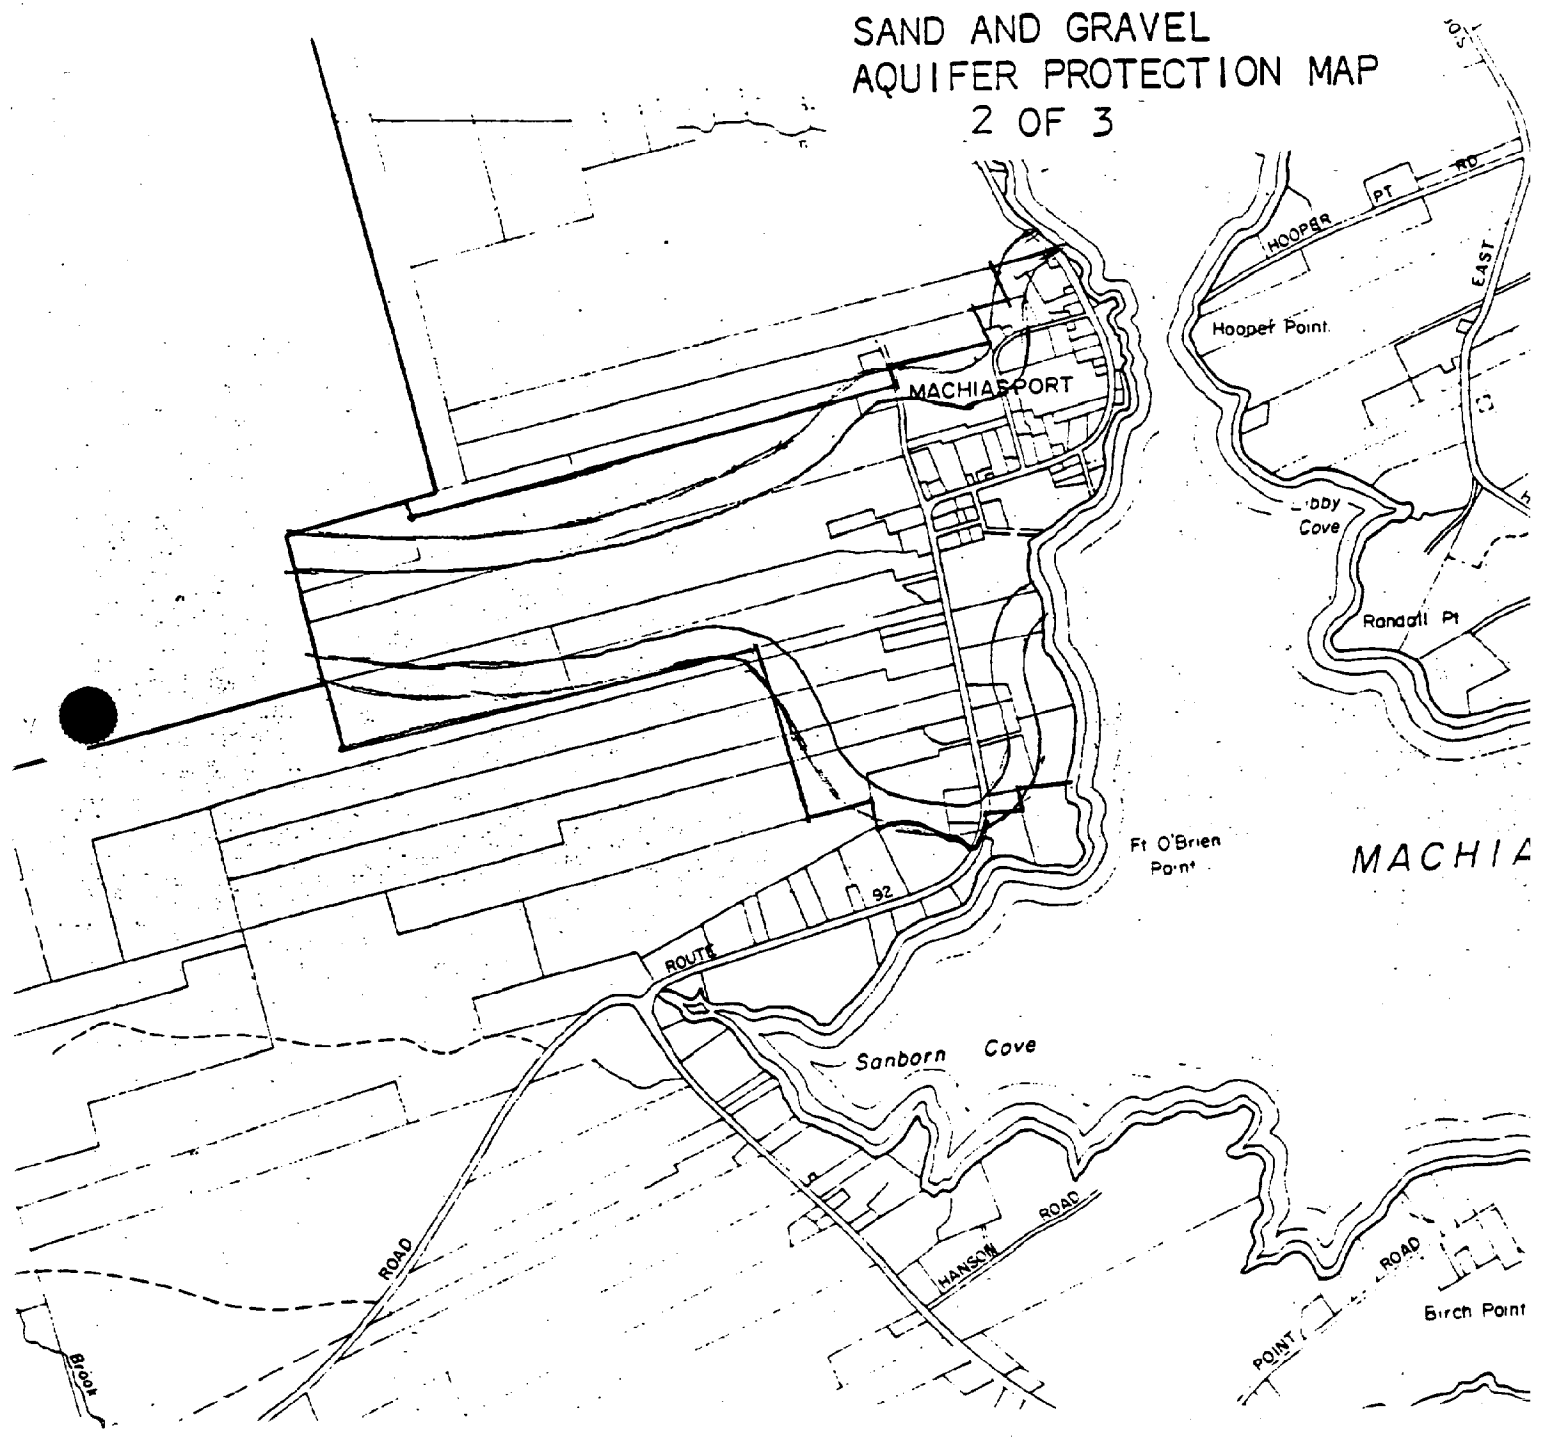 SAND AND GRAVEL
AQUIFER PROTECTION MAP
2 OF 3
HOOPER PT RD
EAST
Hooper Point
MACHIASPORT
Cove
Randall Pt
Ft O'Brien
Point
MACHIA
92
ROUTE
Sanborn Cove
ROAD
HANSON ROAD
POINT ROAD
Birch Point
Brook